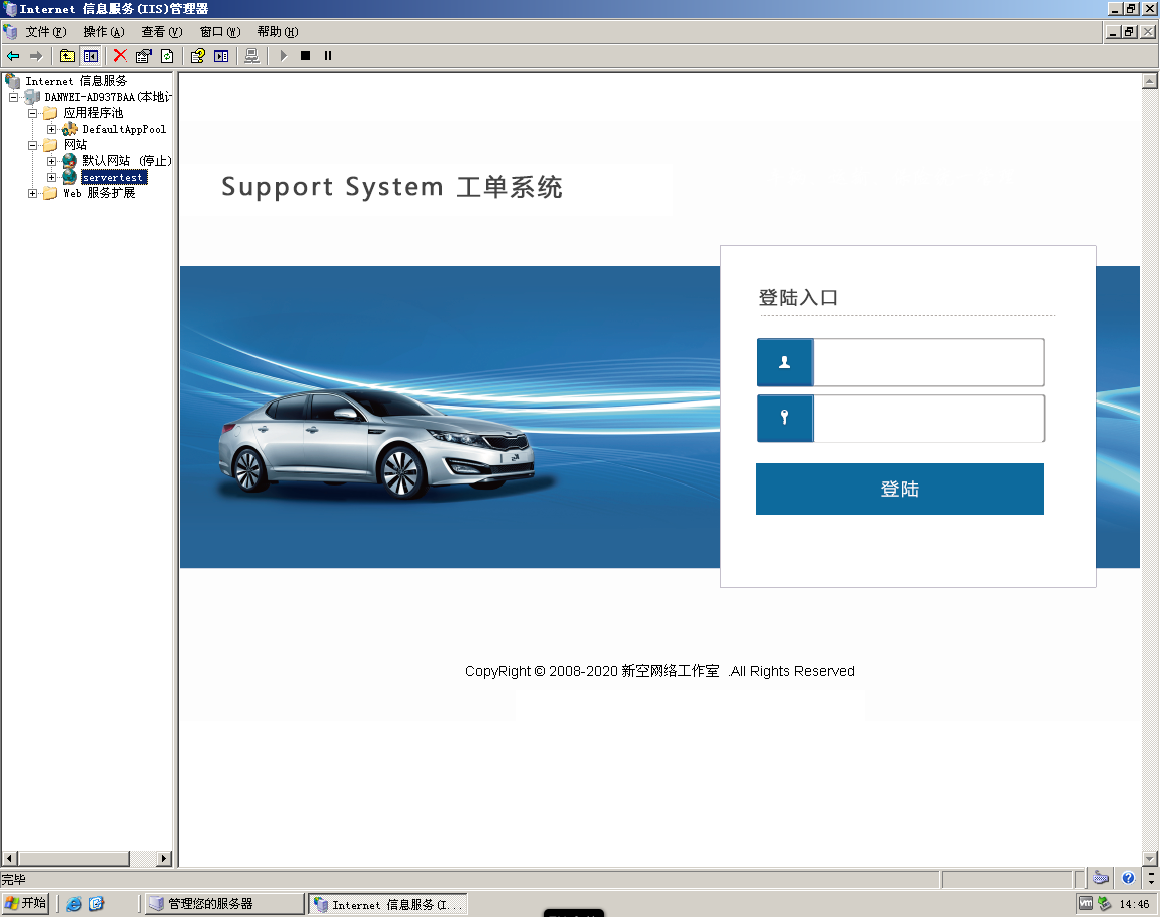 Internet 信息服务(IIS)管理器
文件(F) 操作(A) 查看(V) 窗口(W) 帮助(H)
Internet 信息服务
DANWEI-AD937BAA(本地计
应用程序池
DefaultAppPool
网站
默认网站 (停止)
servertest
Web 服务扩展
Support System 工单系统
登陆入口
登陆
CopyRight © 2008-2020 新空网络工作室 .All Rights Reserved
完毕
开始
管理您的服务器
Internet 信息服务(I...
vm
14:46